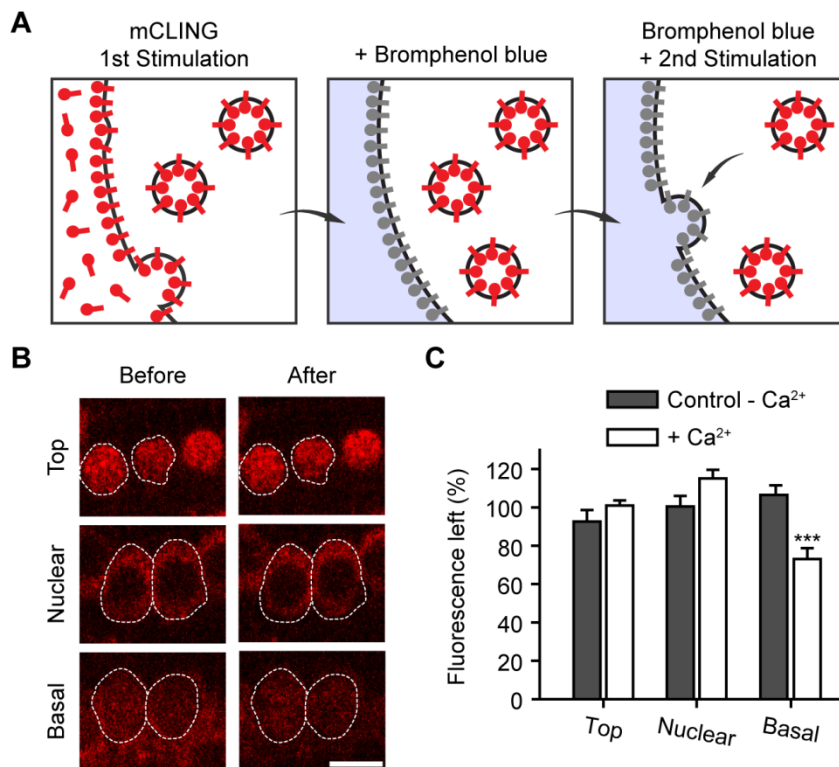 A
mCLING
1st Stimulation
+ Bromphenol blue
Bromphenol blue
+ 2nd Stimulation
B
Before
After
Top
Nuclear
Basal
C
Control - Ca²⁺
+ Ca²⁺
Fluorescence left (%)
120
100
80
60
40
120
0
***
Top
Nuclear
Basal